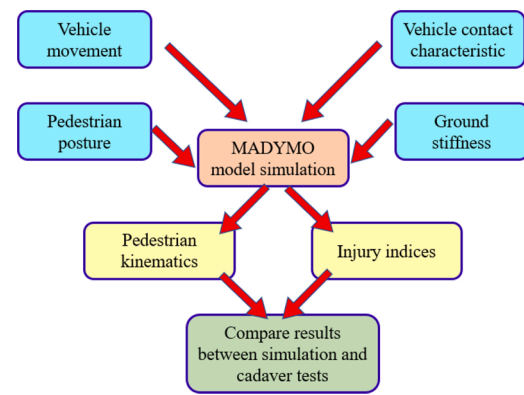 Vehicle
movement
Vehicle contact
characteristic
Pedestrian
posture
Ground
stiffness
MADYMO
model simulation
Pedestrian
kinematics
Injury indices
Compare results
between simulation and
cadaver tests